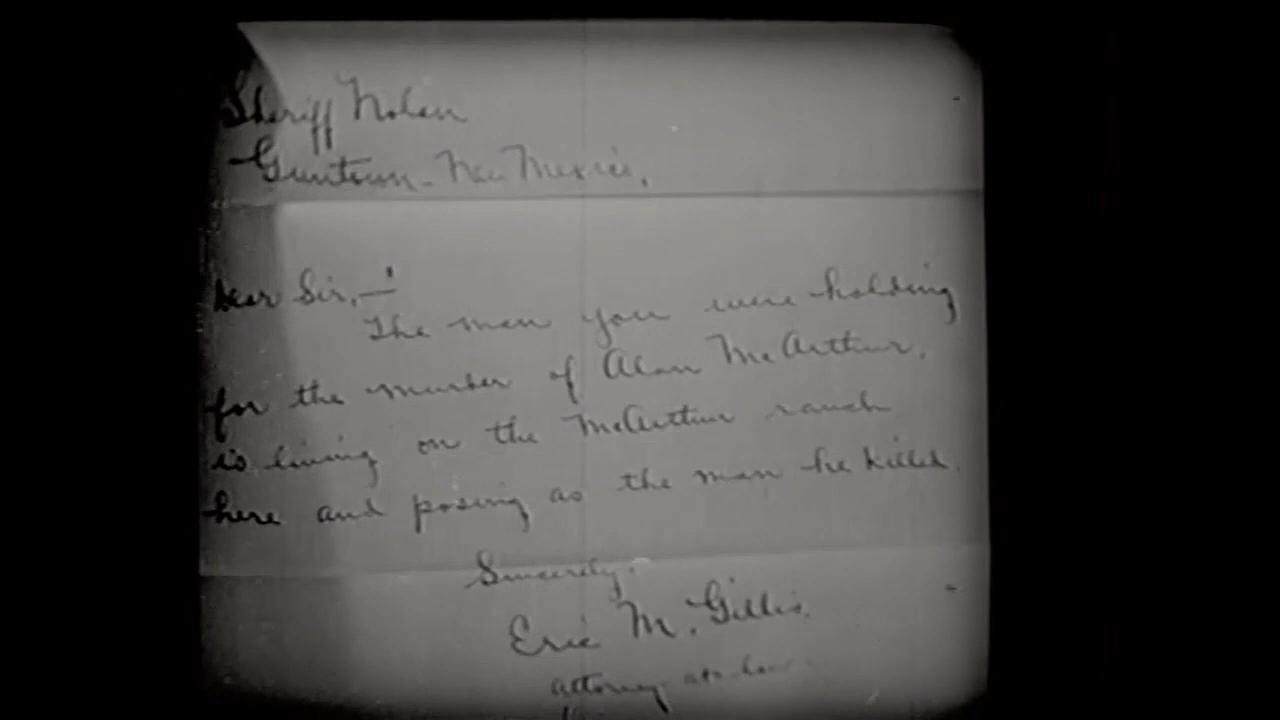 Sheriff Nolan
Guntown - New Mexico.
Dear Sir, —
The man you were holding
for the murder of Alan McArthur,
is living on the McArthur ranch
here and posing as the man he killed.
Sincerely.
Eric M. Gillis.
attorney-at-law